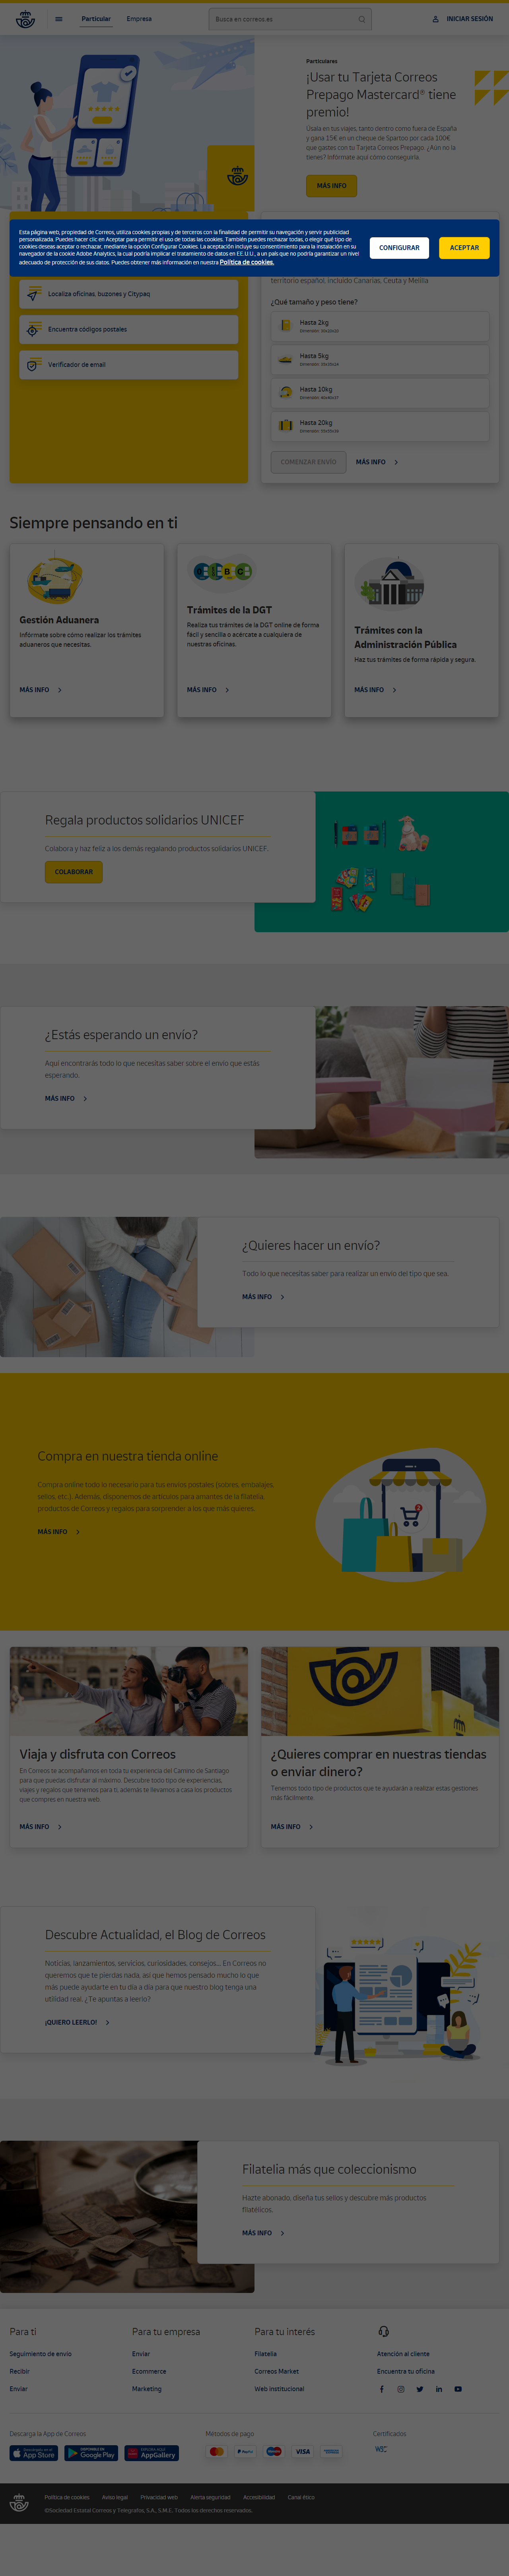 Particular
Empresa
Busca en correos.es
INICIAR SESIÓN
Particulares
¡Usar tu Tarjeta Correos
Prepago Mastercard® tiene
premio!
Úsala en tus viajes, tanto dentro como fuera de España
y gana 15€ en un cheque de Spartoo por cada 100€
que gastes con tu Tarjeta Correos Prepago. ¿Aún no la
tienes? Infórmate aquí cómo conseguirla.
MÁS INFO
Esta página web, propiedad de Correos, utiliza cookies propias y de terceros con la finalidad de permitir su navegación y servir publicidad
personalizada. Puedes hacer clic en Aceptar para permitir el uso de todas las cookies. También puedes rechazar todas, o elegir qué tipo de
cookies deseas aceptar o rechazar, mediante la opción Configurar Cookies. La aceptación incluye su consentimiento para la instalación en su
navegador de la cookie Adobe Analytics, la cual podría implicar el tratamiento de datos en EE.U.U., a un país que no podría garantizar un nivel
adecuado de protección de sus datos. Puedes obtener más información en nuestra Política de cookies.
CONFIGURAR
ACEPTAR
territorio español, incluido Canarias, Ceuta y Melilla
Localiza oficinas, buzones y Citypaq
Encuentra códigos postales
Verificador de email
¿Qué tamaño y peso tiene?
Hasta 2kg
Hasta 5kg
Hasta 10kg
Hasta 20kg
COMENZAR ENVÍO
MÁS INFO
Siempre pensando en ti
Gestión Aduanera
Infórmate sobre cómo realizar los trámites
aduaneros que necesitas.
MÁS INFO
Trámites de la DGT
Realiza tus trámites de la DGT online de forma
fácil y sencilla o acércate a cualquiera de
nuestras oficinas.
MÁS INFO
Trámites con la
Administración Pública
Haz tus trámites de forma rápida y segura.
MÁS INFO
Regala productos solidarios UNICEF
Colabora y haz feliz a los demás regalando productos solidarios UNICEF.
COLABORAR
¿Estás esperando un envío?
Aquí encontrarás todo lo que necesitas saber sobre el envío que estás
esperando.
MÁS INFO
¿Quieres hacer un envío?
Todo lo que necesitas saber para realizar un envío del tipo que sea.
MÁS INFO
Compra en nuestra tienda online
Compra online todo lo necesario para tus envíos postales (sobres, embalajes,
sellos, etc.). Además, disponemos de artículos para amantes de la filatelia,
productos de Correos y regalos para sorprender a los que más quieres.
MÁS INFO
Viaja y disfruta con Correos
En Correos te acompañamos en toda tu experiencia del Camino de Santiago
para que puedas disfrutar al máximo. Descubre todo tipo de experiencias,
viajes y regalos que tenemos para ti, además te llevamos a casa los productos
que compres en nuestra web.
MÁS INFO
¿Quieres comprar en nuestras tiendas
o enviar dinero?
Tenemos todo tipo de productos que te ayudarán a realizar estas gestiones
más fácilmente.
MÁS INFO
Descubre Actualidad, el Blog de Correos
Noticias, lanzamientos, servicios, curiosidades, consejos... En Correos no
queremos que te pierdas nada, así que hemos pensado mucho lo que
más puede ayudarte en tu día a día para que nuestro blog tenga una
utilidad real. ¿Te apuntas a leerlo?
¡QUIERO LEERLO!
Filatelia más que coleccionismo
Hazte abonado, diseña tus sellos y descubre más productos
filatélicos.
MÁS INFO
Para ti
Seguimiento de envío
Recibir
Enviar
Para tu empresa
Enviar
Ecommerce
Marketing
Para tu interés
Filatelia
Correos Market
Web institucional
Atención al cliente
Encuentra tu oficina
Descarga la App de Correos
App Store
Google Play
AppGallery
Métodos de pago
PayPal
VISA
Certificados
Política de cookies
Aviso legal
Privacidad web
Alerta seguridad
Accesibilidad
Canal ético
©Sociedad Estatal Correos y Telégrafos, S.A., S.M.E. Todos los derechos reservados.